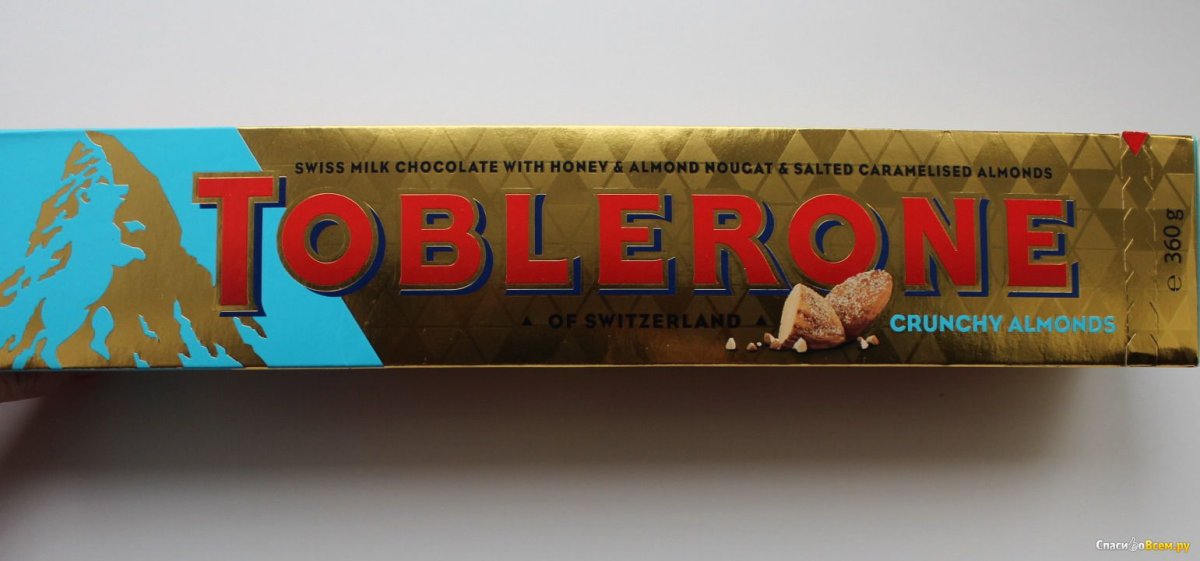 SWISS MILK CHOCOLATE WITH HONEY & ALMOND NOUGAT & SALTED CARAMELISED ALMONDS
TOBLERONE
OF SWITZERLAND
CRUNCHY ALMONDS
℮ 360 g
СпасибоВсем.ру